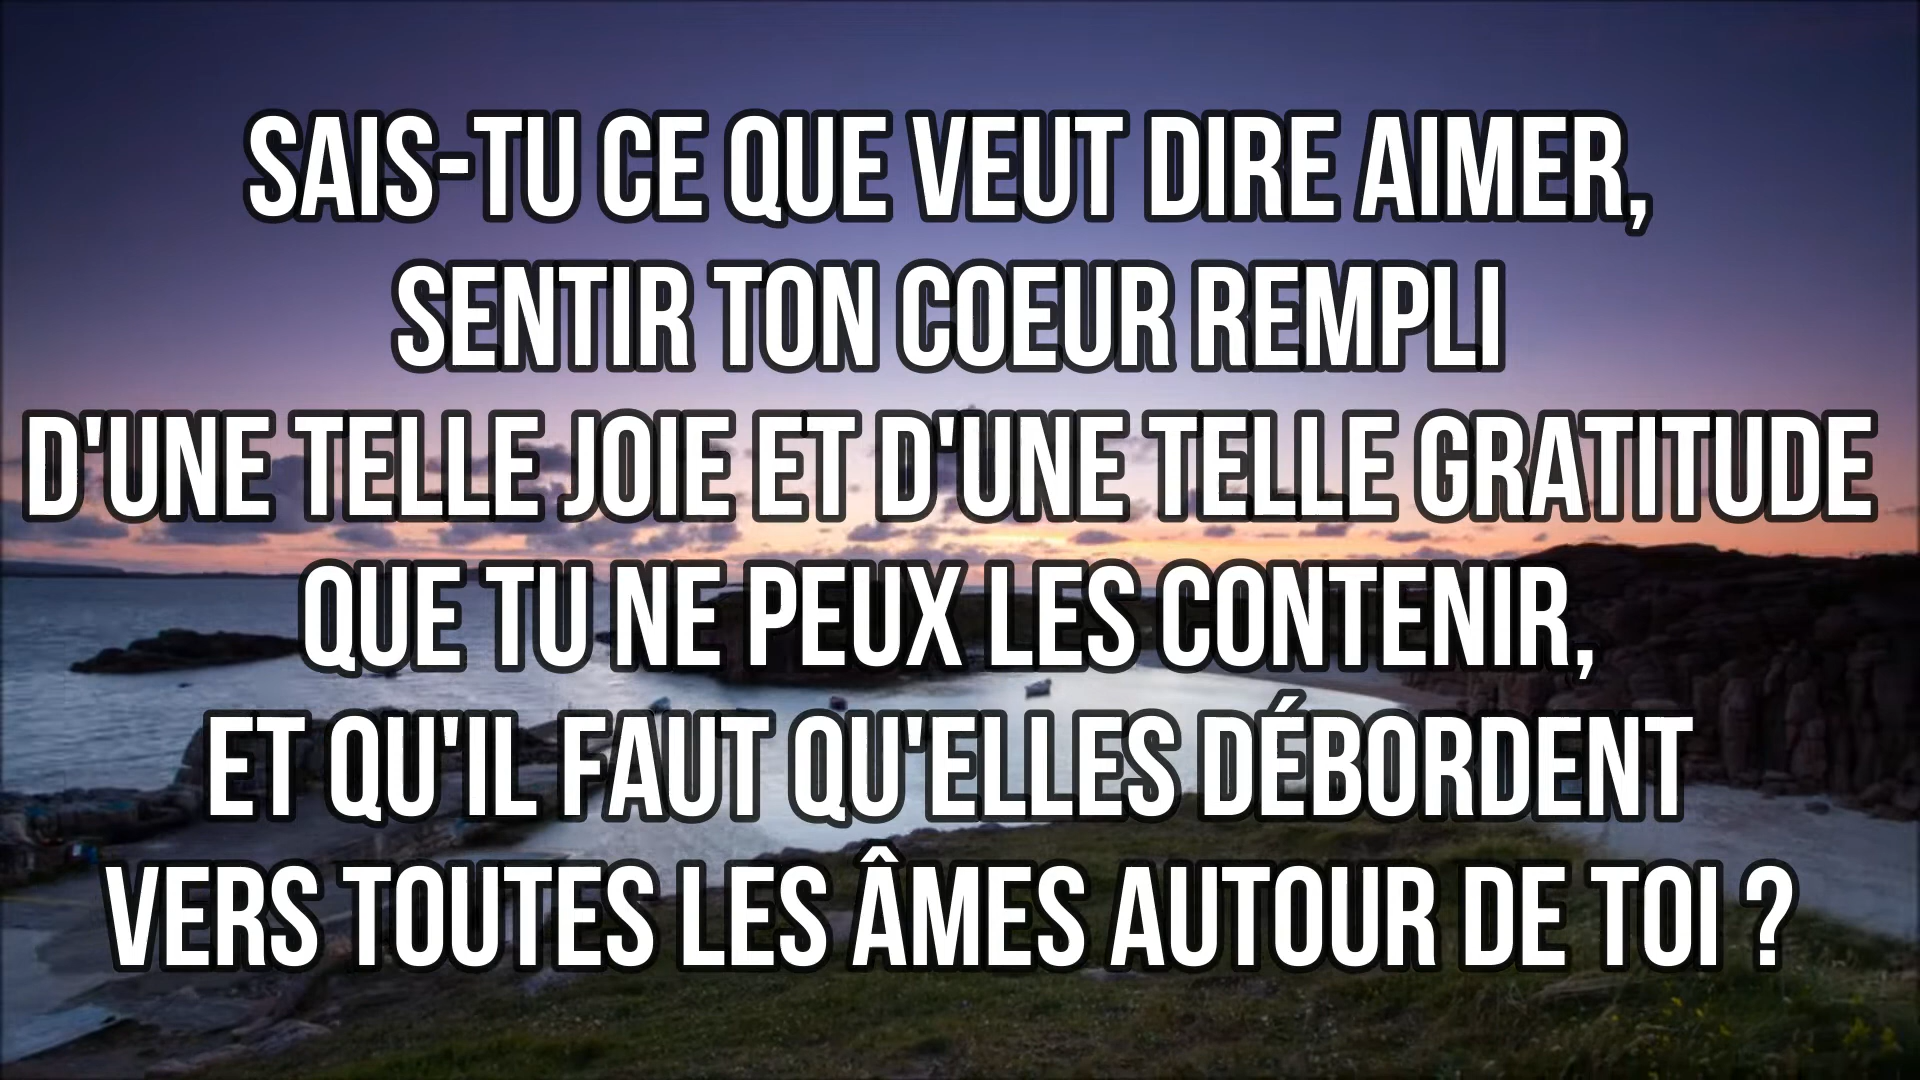 SAIS-TU CE QUE VEUT DIRE AIMER,
SENTIR TON COEUR REMPLI
D'UNE TELLE JOIE ET D'UNE TELLE GRATITUDE
QUE TU NE PEUX LES CONTENIR,
ET QU'IL FAUT QU'ELLES DÉBORDENT
VERS TOUTES LES ÂMES AUTOUR DE TOI ?